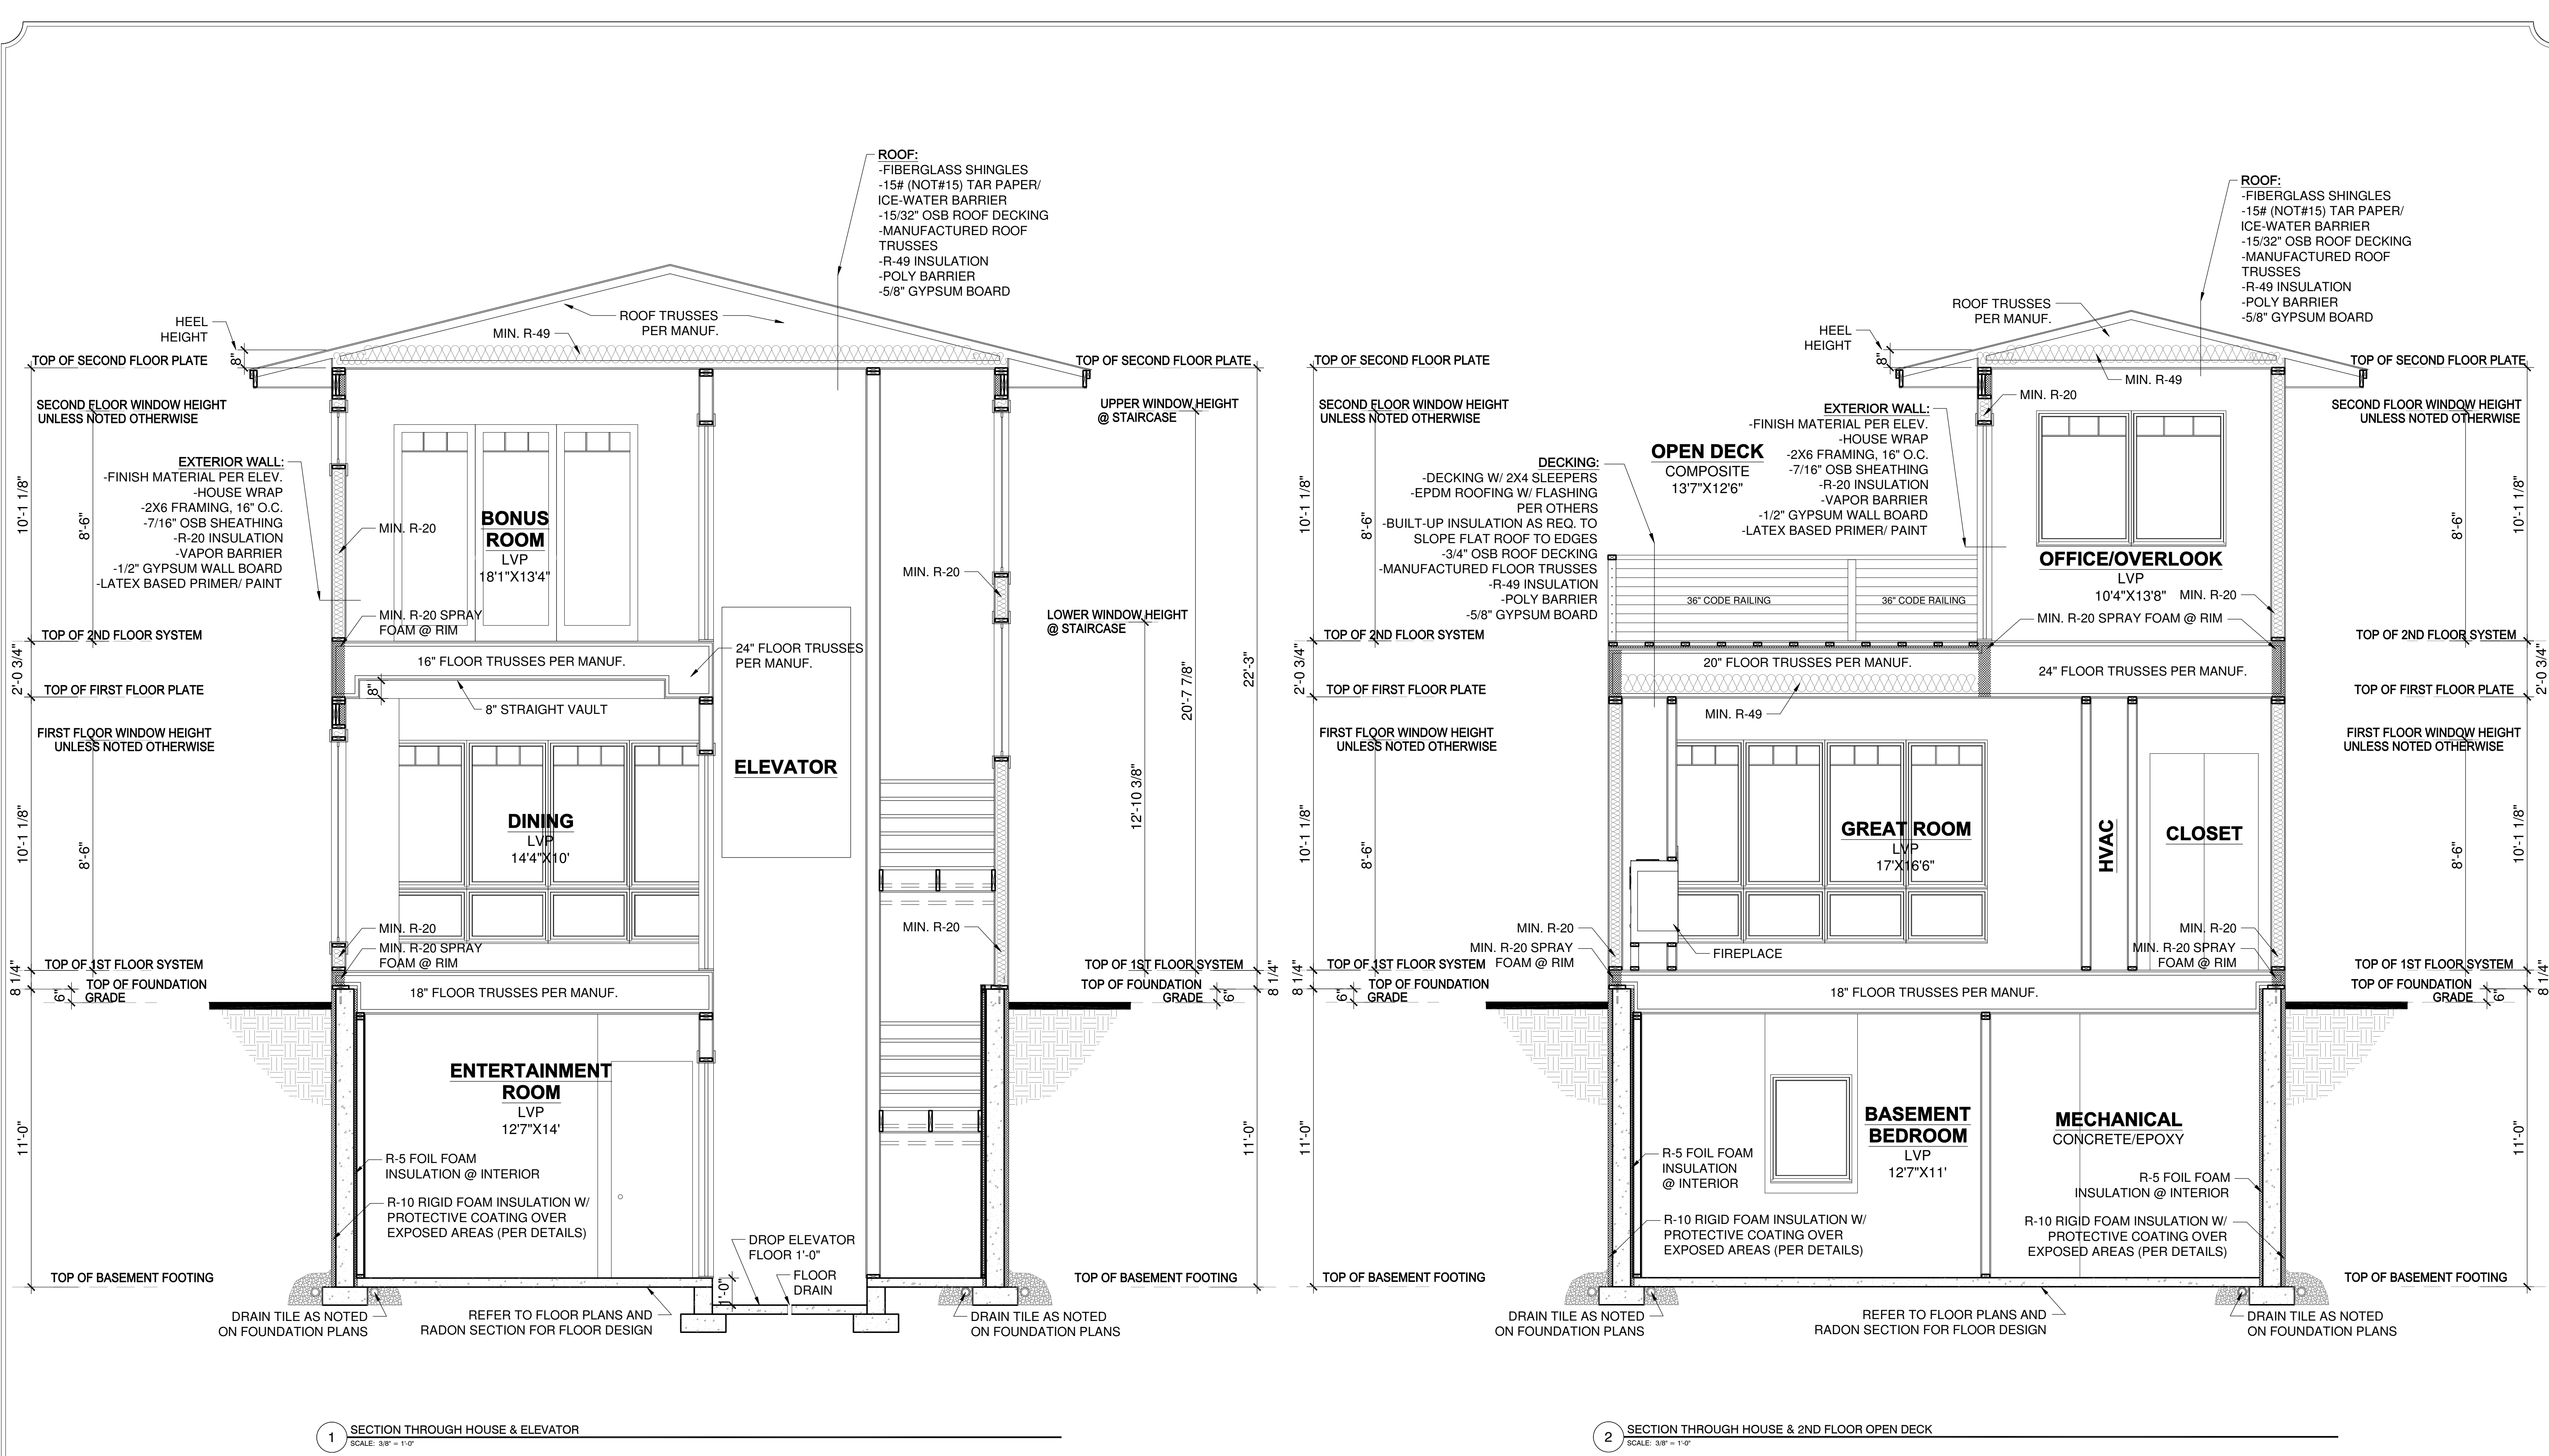 ROOF:
-FIBERGLASS SHINGLES
-15# (NOT#15) TAR PAPER/
ICE-WATER BARRIER
-15/32" OSB ROOF DECKING
-MANUFACTURED ROOF
TRUSSES
-R-49 INSULATION
-POLY BARRIER
-5/8" GYPSUM BOARD
ROOF TRUSSES
PER MANUF.
MIN. R-49
HEEL
HEIGHT
8"
TOP OF SECOND FLOOR PLATE
TOP OF SECOND FLOOR PLATE
SECOND FLOOR WINDOW HEIGHT
UNLESS NOTED OTHERWISE
UPPER WINDOW HEIGHT
@ STAIRCASE
EXTERIOR WALL:
-FINISH MATERIAL PER ELEV.
-HOUSE WRAP
-2X6 FRAMING, 16" O.C.
-7/16" OSB SHEATHING
-R-20 INSULATION
-VAPOR BARRIER
-1/2" GYPSUM WALL BOARD
-LATEX BASED PRIMER/ PAINT
10'-1 1/8"
8'-6"
MIN. R-20
BONUS
ROOM
LVP
18'1"X13'4"
MIN. R-20
MIN. R-20 SPRAY
FOAM @ RIM
LOWER WINDOW HEIGHT
@ STAIRCASE
TOP OF 2ND FLOOR SYSTEM
2'-0 3/4"
16" FLOOR TRUSSES PER MANUF.
24" FLOOR TRUSSES
PER MANUF.
TOP OF FIRST FLOOR PLATE
8"
8" STRAIGHT VAULT
22'-3"
20'-7 7/8"
12'-10 3/8"
FIRST FLOOR WINDOW HEIGHT
UNLESS NOTED OTHERWISE
ELEVATOR
10'-1 1/8"
8'-6"
DINING
LVP
14'4"X10'
MIN. R-20
MIN. R-20 SPRAY
FOAM @ RIM
MIN. R-20
TOP OF 1ST FLOOR SYSTEM
TOP OF 1ST FLOOR SYSTEM
8 1/4"
6"
TOP OF FOUNDATION
GRADE
TOP OF FOUNDATION
GRADE
6"
8 1/4"
18" FLOOR TRUSSES PER MANUF.
11'-0"
ENTERTAINMENT
ROOM
LVP
12'7"X14'
11'-0"
R-5 FOIL FOAM
INSULATION @ INTERIOR
R-10 RIGID FOAM INSULATION W/
PROTECTIVE COATING OVER
EXPOSED AREAS (PER DETAILS)
DROP ELEVATOR
FLOOR 1'-0"
FLOOR
DRAIN
1'-0"
TOP OF BASEMENT FOOTING
TOP OF BASEMENT FOOTING
DRAIN TILE AS NOTED
ON FOUNDATION PLANS
REFER TO FLOOR PLANS AND
RADON SECTION FOR FLOOR DESIGN
DRAIN TILE AS NOTED
ON FOUNDATION PLANS
1
SECTION THROUGH HOUSE & ELEVATOR
SCALE: 3/8" = 1'-0"
ROOF:
-FIBERGLASS SHINGLES
-15# (NOT#15) TAR PAPER/
ICE-WATER BARRIER
-15/32" OSB ROOF DECKING
-MANUFACTURED ROOF
TRUSSES
-R-49 INSULATION
-POLY BARRIER
-5/8" GYPSUM BOARD
ROOF TRUSSES
PER MANUF.
HEEL
HEIGHT
8"
TOP OF SECOND FLOOR PLATE
TOP OF SECOND FLOOR PLATE
MIN. R-49
MIN. R-20
SECOND FLOOR WINDOW HEIGHT
UNLESS NOTED OTHERWISE
SECOND FLOOR WINDOW HEIGHT
UNLESS NOTED OTHERWISE
EXTERIOR WALL:
-FINISH MATERIAL PER ELEV.
-HOUSE WRAP
-2X6 FRAMING, 16" O.C.
-7/16" OSB SHEATHING
-R-20 INSULATION
-VAPOR BARRIER
-1/2" GYPSUM WALL BOARD
-LATEX BASED PRIMER/ PAINT
OPEN DECK
COMPOSITE
13'7"X12'6"
DECKING:
-DECKING W/ 2X4 SLEEPERS
-EPDM ROOFING W/ FLASHING
PER OTHERS
-BUILT-UP INSULATION AS REQ. TO
SLOPE FLAT ROOF TO EDGES
-3/4" OSB ROOF DECKING
-MANUFACTURED FLOOR TRUSSES
-R-49 INSULATION
-POLY BARRIER
-5/8" GYPSUM BOARD
10'-1 1/8"
8'-6"
8'-6"
10'-1 1/8"
OFFICE/OVERLOOK
LVP
10'4"X13'8"
MIN. R-20
36" CODE RAILING
36" CODE RAILING
MIN. R-20 SPRAY FOAM @ RIM
TOP OF 2ND FLOOR SYSTEM
TOP OF 2ND FLOOR SYSTEM
2'-0 3/4"
20" FLOOR TRUSSES PER MANUF.
24" FLOOR TRUSSES PER MANUF.
2'-0 3/4"
TOP OF FIRST FLOOR PLATE
TOP OF FIRST FLOOR PLATE
MIN. R-49
FIRST FLOOR WINDOW HEIGHT
UNLESS NOTED OTHERWISE
FIRST FLOOR WINDOW HEIGHT
UNLESS NOTED OTHERWISE
10'-1 1/8"
8'-6"
GREAT ROOM
LVP
17'X16'6"
HVAC
CLOSET
8'-6"
10'-1 1/8"
MIN. R-20
MIN. R-20 SPRAY
FOAM @ RIM
FIREPLACE
MIN. R-20
MIN. R-20 SPRAY
FOAM @ RIM
TOP OF 1ST FLOOR SYSTEM
TOP OF 1ST FLOOR SYSTEM
8 1/4"
6"
TOP OF FOUNDATION
GRADE
TOP OF FOUNDATION
GRADE
6"
8 1/4"
18" FLOOR TRUSSES PER MANUF.
11'-0"
BASEMENT
BEDROOM
LVP
12'7"X11'
MECHANICAL
CONCRETE/EPOXY
11'-0"
R-5 FOIL FOAM
INSULATION
@ INTERIOR
R-5 FOIL FOAM
INSULATION @ INTERIOR
R-10 RIGID FOAM INSULATION W/
PROTECTIVE COATING OVER
EXPOSED AREAS (PER DETAILS)
R-10 RIGID FOAM INSULATION W/
PROTECTIVE COATING OVER
EXPOSED AREAS (PER DETAILS)
TOP OF BASEMENT FOOTING
TOP OF BASEMENT FOOTING
DRAIN TILE AS NOTED
ON FOUNDATION PLANS
REFER TO FLOOR PLANS AND
RADON SECTION FOR FLOOR DESIGN
DRAIN TILE AS NOTED
ON FOUNDATION PLANS
2
SECTION THROUGH HOUSE & 2ND FLOOR OPEN DECK
SCALE: 3/8" = 1'-0"